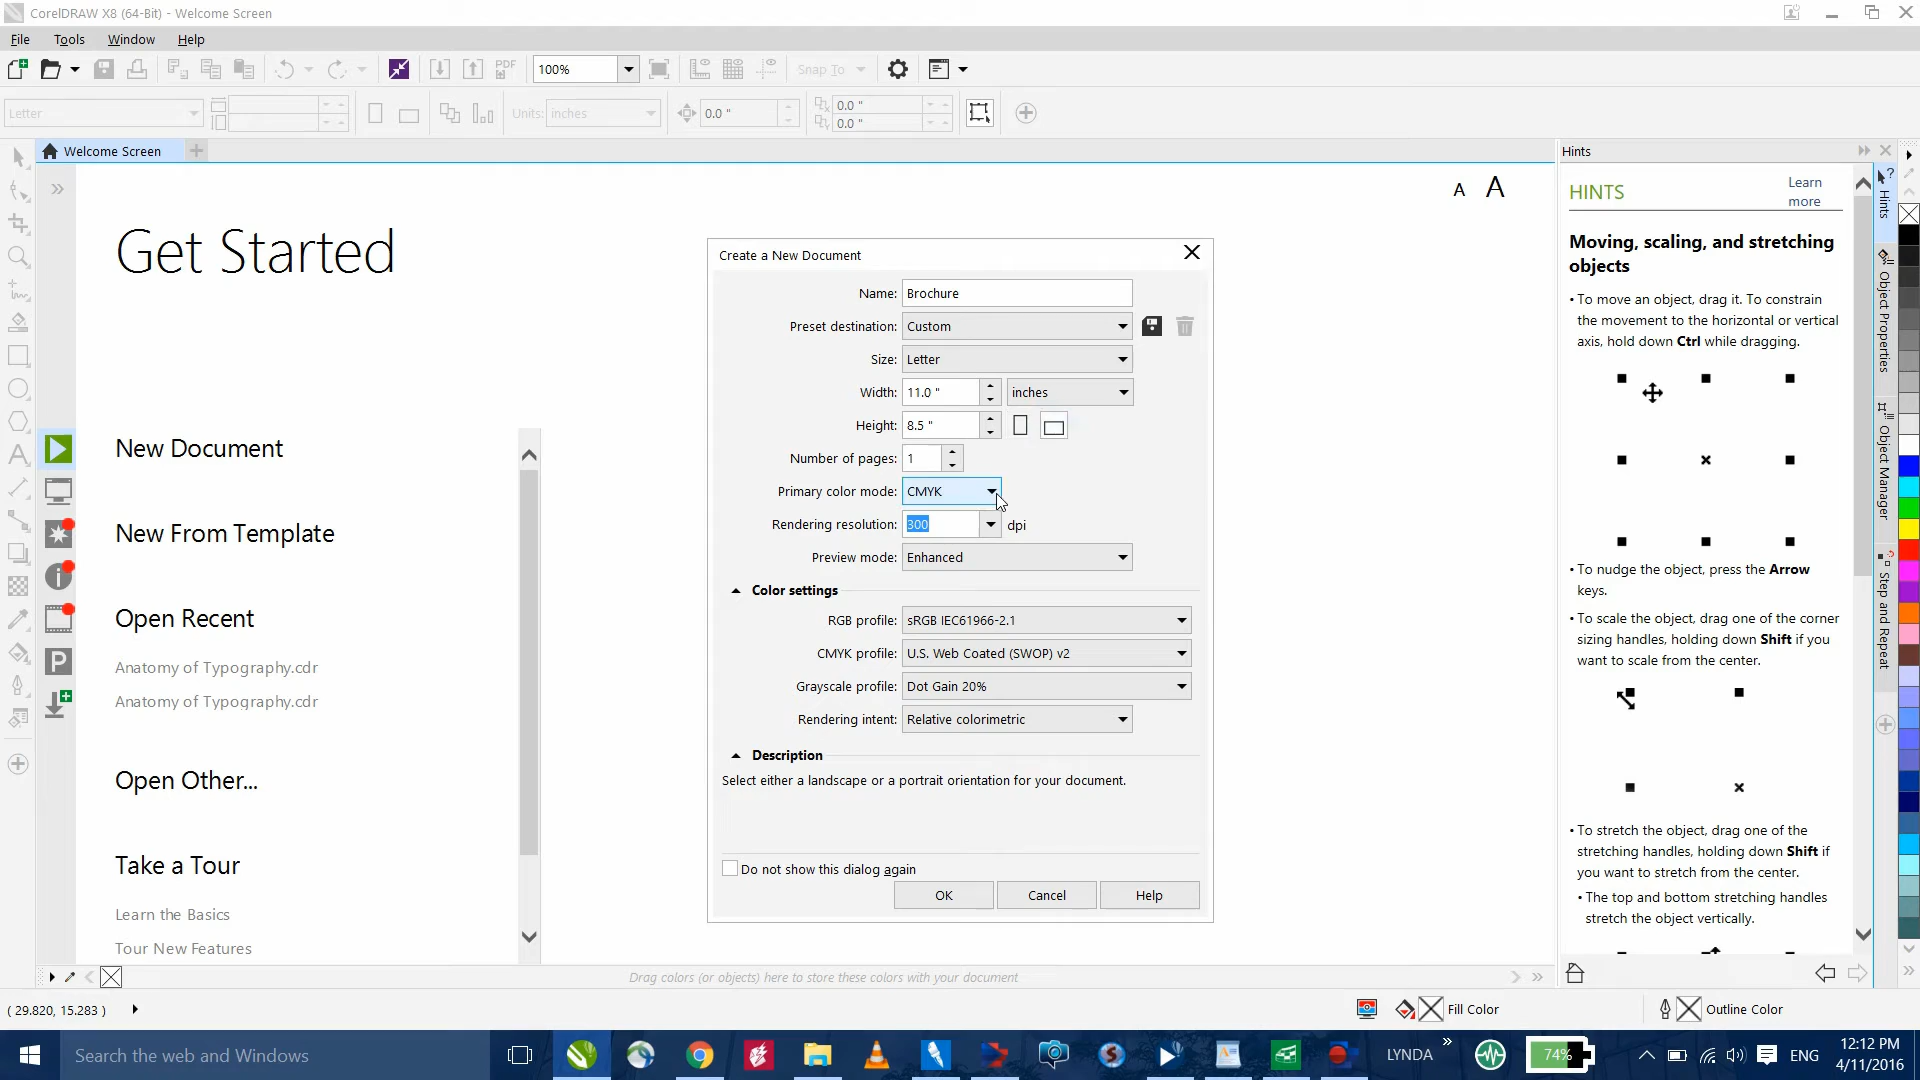 CorelDRAW X8 (64-Bit) - Welcome Screen
File Tools Window Help
PDF 100% Snap To
Letter Units: inches 0.0 " 0.0 "
0.0 "
Welcome Screen
Get Started
A A
New Document
New From Template
Open Recent
Anatomy of Typography.cdr
Anatomy of Typography.cdr
Open Other...
Take a Tour
Learn the Basics
Tour New Features
Create a New Document
Name: Brochure
Preset destination: Custom
Size: Letter
Width: 11.0 " inches
Height: 8.5 "
Number of pages: 1
Primary color mode: CMYK
Rendering resolution: 300 dpi
Preview mode: Enhanced
Color settings
RGB profile: sRGB IEC61966-2.1
CMYK profile: U.S. Web Coated (SWOP) v2
Grayscale profile: Dot Gain 20%
Rendering intent: Relative colorimetric
Description
Select either a landscape or a portrait orientation for your document.
Do not show this dialog again
OK Cancel Help
Hints
HINTS
Learn
more
Moving, scaling, and stretching
objects
• To move an object, drag it. To constrain
the movement to the horizontal or vertical
axis, hold down Ctrl while dragging.
• To nudge the object, press the Arrow
keys.
• To scale the object, drag one of the corner
sizing handles, holding down Shift if you
want to scale from the center.
• To stretch the object, drag one of the
stretching handles, holding down Shift if
you want to stretch from the center.
• The top and bottom stretching handles
stretch the object vertically.
Hints
Object Properties
Object Manager
Step and Repeat
Drag colors (or objects) here to store these colors with your document
( 29.820, 15.283 )
Fill Color
Outline Color
Search the web and Windows
LYNDA
74%
ENG
12:12 PM
4/11/2016